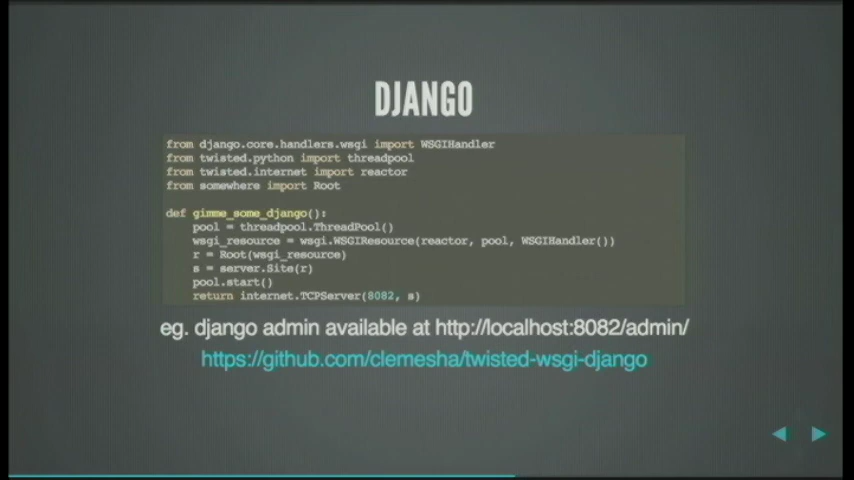 DJANGO
from django.core.handlers.wsgi import WSGIHandler
from twisted.python import threadpool
from twisted.internet import reactor
from somewhere import Root
def gimme_some_django():
pool = threadpool.ThreadPool()
wsgi_resource = wsgi.WSGIResource(reactor, pool, WSGIHandler())
r = Root(wsgi_resource)
s = server.Site(r)
pool.start()
return internet.TCPServer(8082, s)
eg. django admin available at http://localhost:8082/admin/
https://github.com/clemesha/twisted-wsgi-django